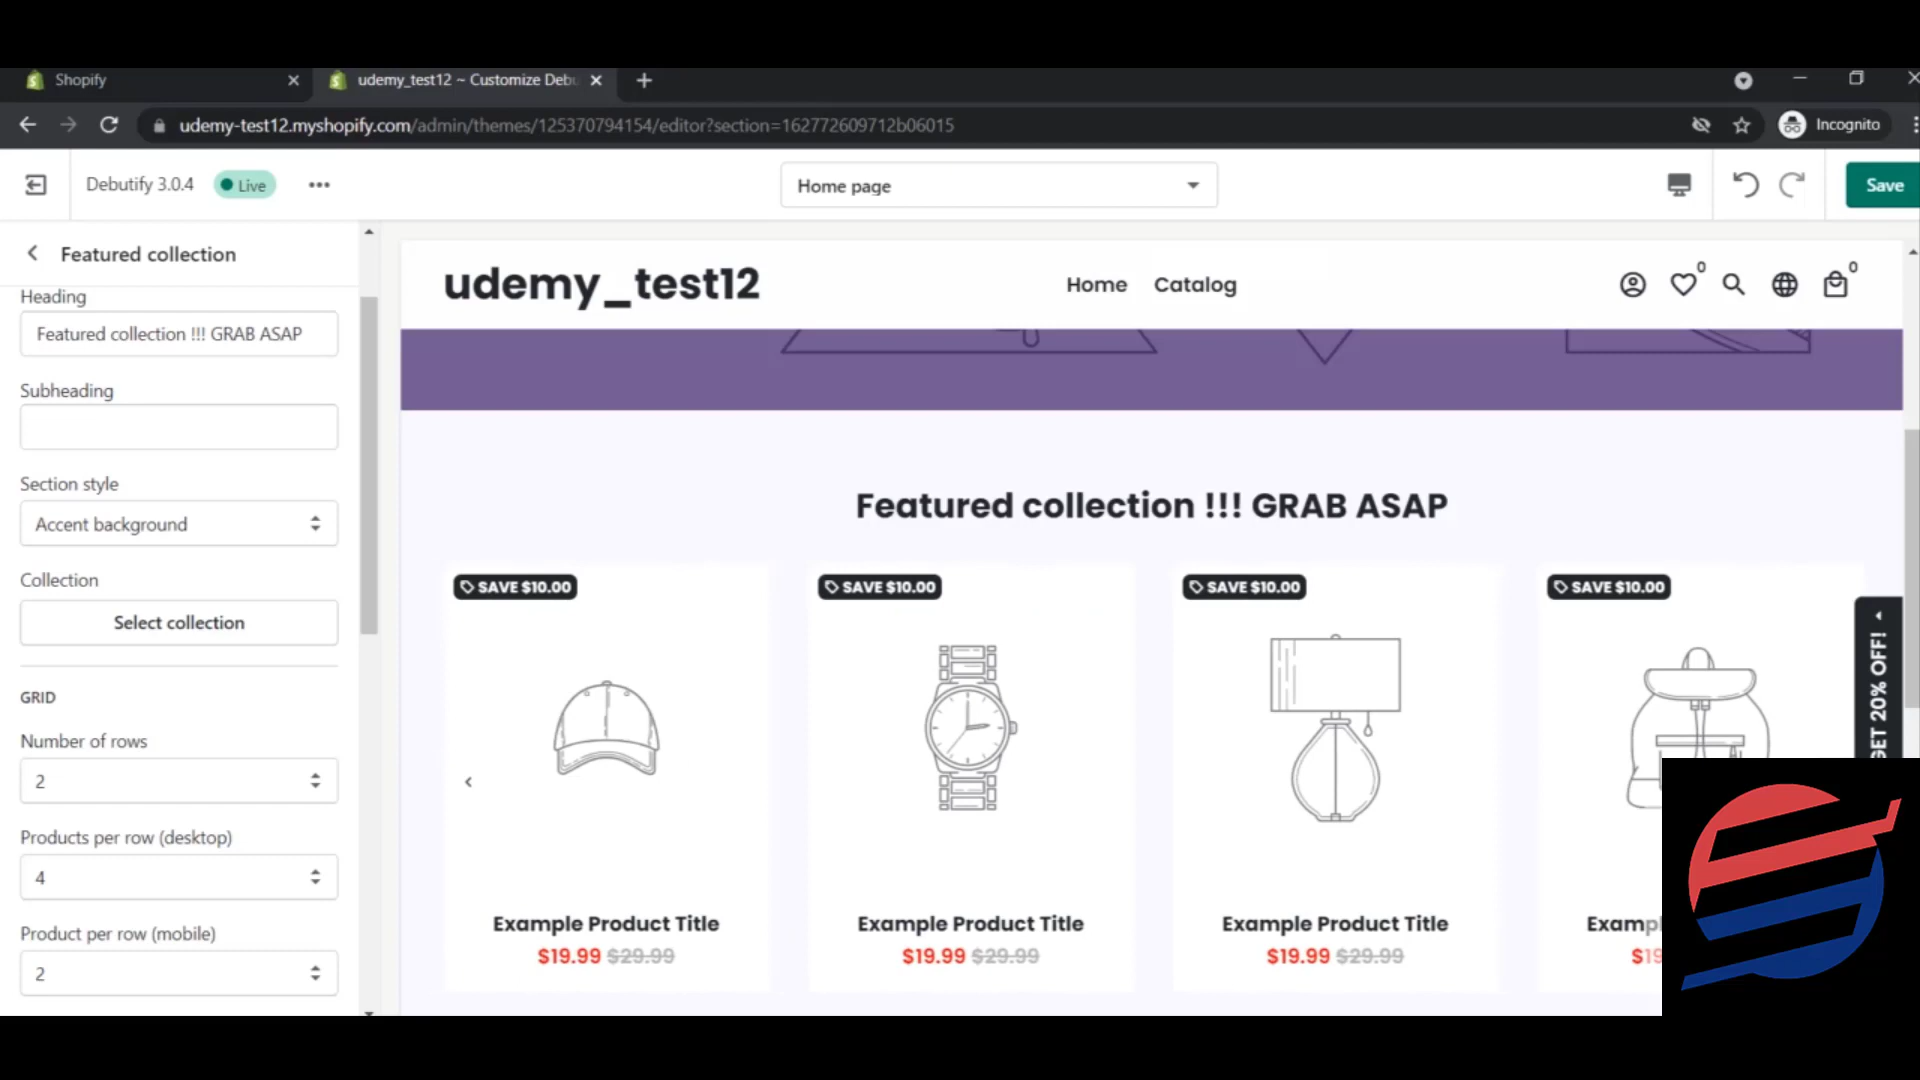 Shopify
udemy_test12 ~ Customize Deb
udemy-test12.myshopify.com/admin/themes/125370794154/editor?section=162772609712b06015
Incognito
Debutify 3.0.4
Live
Home page
Save
Featured collection
Heading
Featured collection !!! GRAB ASAP
Subheading
Section style
Accent background
Collection
Select collection
GRID
Number of rows
2
Products per row (desktop)
4
Product per row (mobile)
2
udemy_test12
Home
Catalog
0
0
Featured collection !!! GRAB ASAP
SAVE $10.00
SAVE $10.00
SAVE $10.00
SAVE $10.00
GET 20% OFF!
Example Product Title
Example Product Title
Example Product Title
Examp
$19.99 $29.99
$19.99 $29.99
$19.99 $29.99
$19